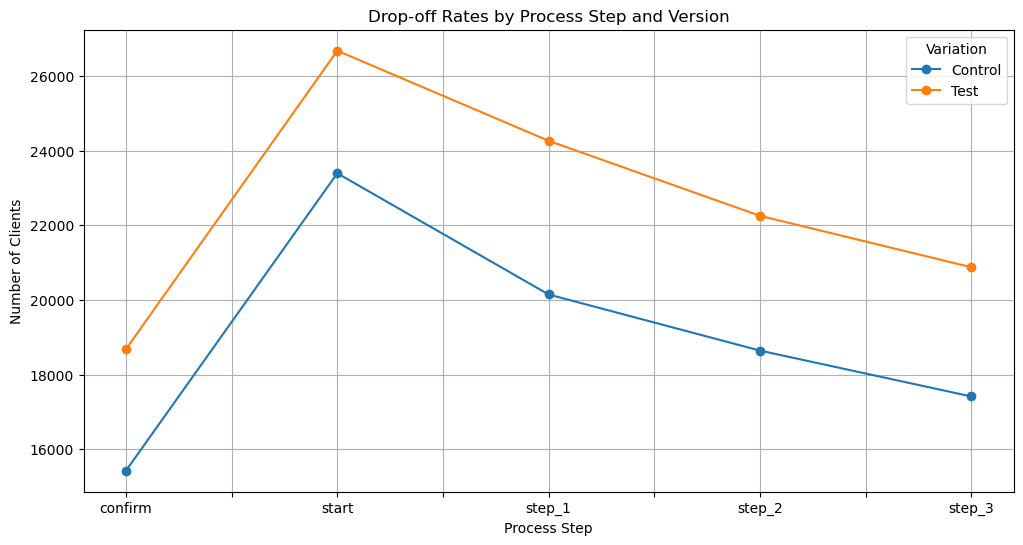 Drop-off Rates by Process Step and Version
Variation
Control
Test
Number of Clients
26000
24000
22000
20000
18000
16000
confirm
start
step_1
step_2
step_3
Process Step